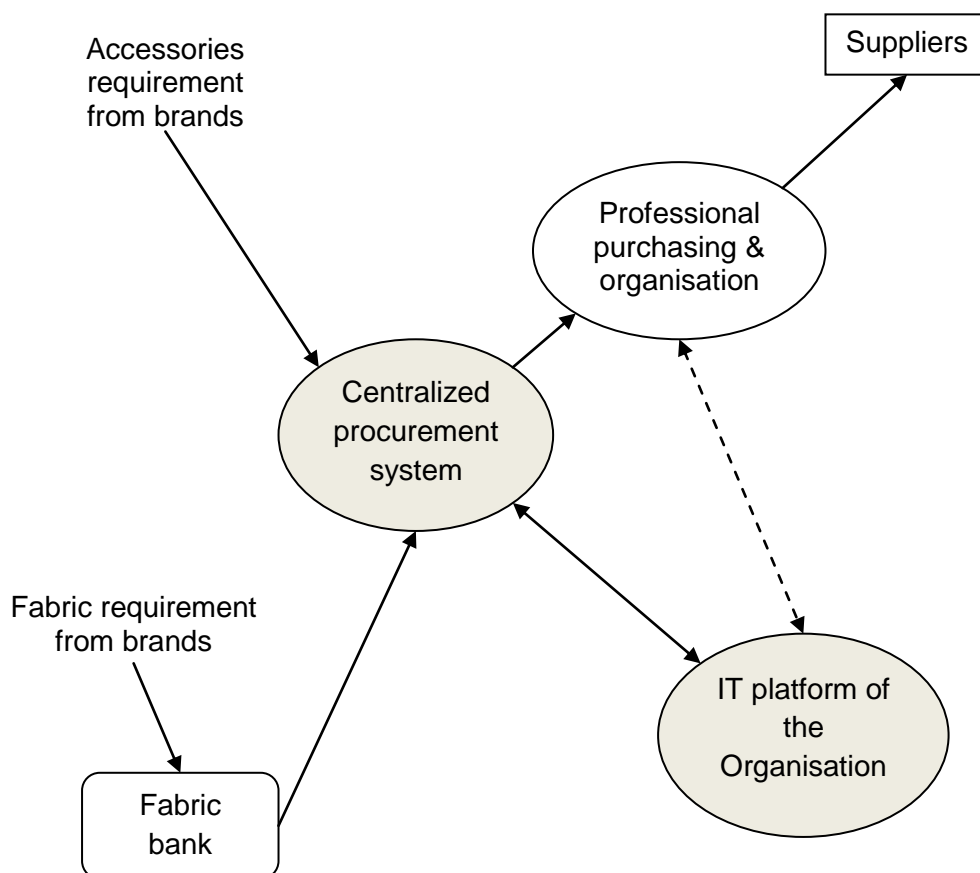 Suppliers
Accessories
requirement
from brands
Professional
purchasing &
organisation
Centralized
procurement
system
Fabric requirement
from brands
IT platform of
the
Organisation
Fabric
bank